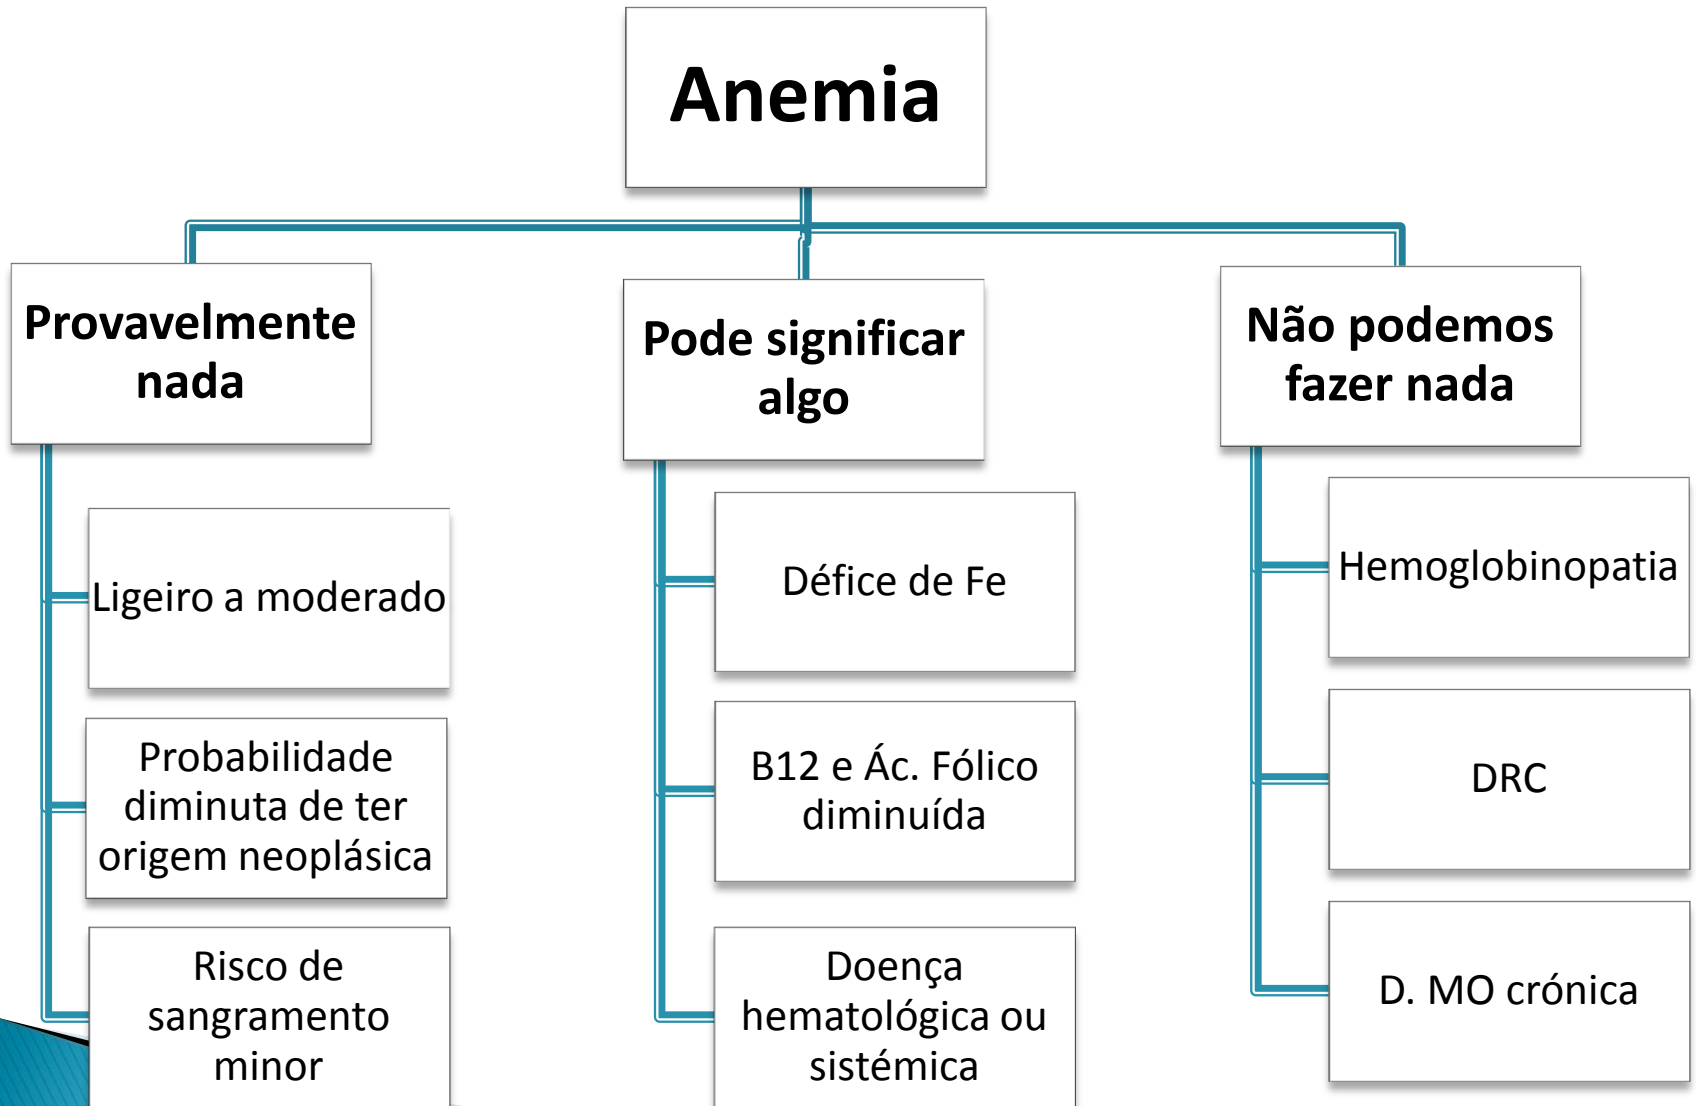 Anemia
Provavelmente
nada
Ligeiro a moderado
Probabilidade
diminuta de ter
origem neoplásica
Risco de
sangramento
minor
Pode significar
algo
Défice de Fe
B12 e Ác. Fólico
diminuída
Doença
hematológica ou
sistémica
Não podemos
fazer nada
Hemoglobinopatia
DRC
D. MO crónica